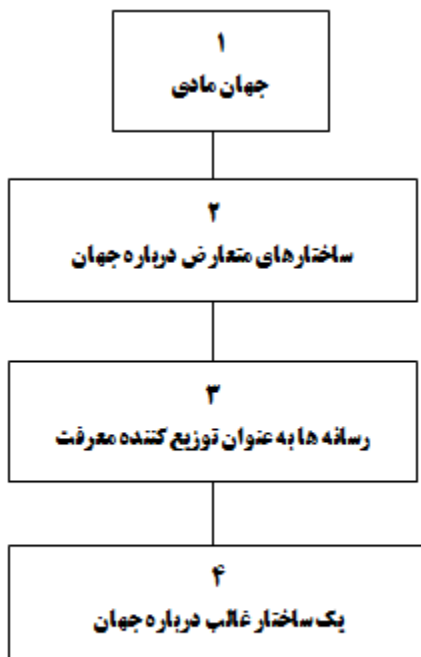 ۱
جهان مادی
۲
ساختارهای متعارض درباره جهان
۳
رسانه ها به عنوان توزیع کننده معرفت
۴
یک ساختار غالب درباره جهان